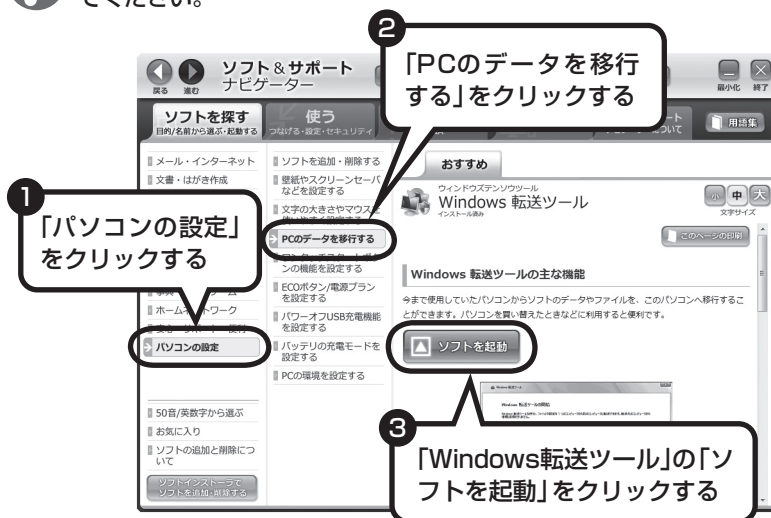 てください。
ソフト&サポート
ナビゲーター
戻る 進む
最小化 終了
ソフトを探す
目的/名前から選ぶ・起動する
使う
つなげる・設定・セキュリティ
用語集
❷
「PCのデータを移行
する」をクリックする
メール・インターネット
文書・はがき作成
ホームネットワーク
パソコンの設定
50音/英数字から選ぶ
お気に入り
ソフトの追加と削除につ
いて
ソフトインストーラで
ソフトを追加・削除する
❶
「パソコンの設定」
をクリックする
ソフトを追加・削除する
壁紙やスクリーンセーバ
などを設定する
文字の大きさやマウスを
PCのデータを移行する
ワンタッチスタートボタ
ンの機能を設定する
ECOボタン/電源プラン
を設定する
パワーオフUSB充電機能
を設定する
バッテリの充電モードを
設定する
PCの環境を設定する
おすすめ
ウィンドウズテンソウツール
Windows 転送ツール
インストール済み
小 中 大
文字サイズ
このページの印刷
Windows 転送ツールの主な機能
今まで使用していたパソコンからソフトのデータやファイルを、このパソコンへ移行するこ
とができます。パソコンを買い替えたときなどに利用すると便利です。
ソフトを起動
❸
「Windows転送ツール」の「ソ
フトを起動」をクリックする